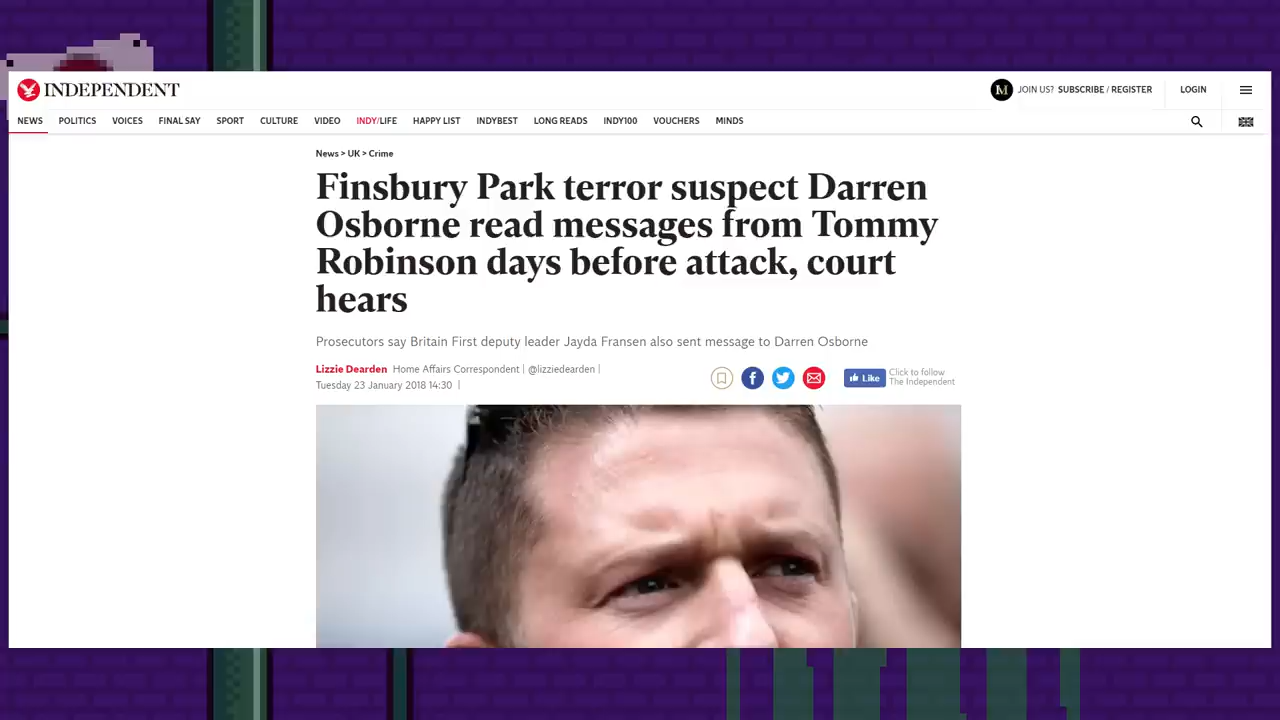 INDEPENDENT
JOIN US? SUBSCRIBE / REGISTER
LOGIN
NEWS POLITICS VOICES FINAL SAY SPORT CULTURE VIDEO INDY/LIFE HAPPY LIST INDYBEST LONG READS INDY100 VOUCHERS MINDS
News > UK > Crime
Finsbury Park terror suspect Darren
Osborne read messages from Tommy
Robinson days before attack, court
hears
Prosecutors say Britain First deputy leader Jayda Fransen also sent message to Darren Osborne
Lizzie Dearden Home Affairs Correspondent | @lizziedearden |
Tuesday 23 January 2018 14:30 |
Like
Click to follow
The Independent